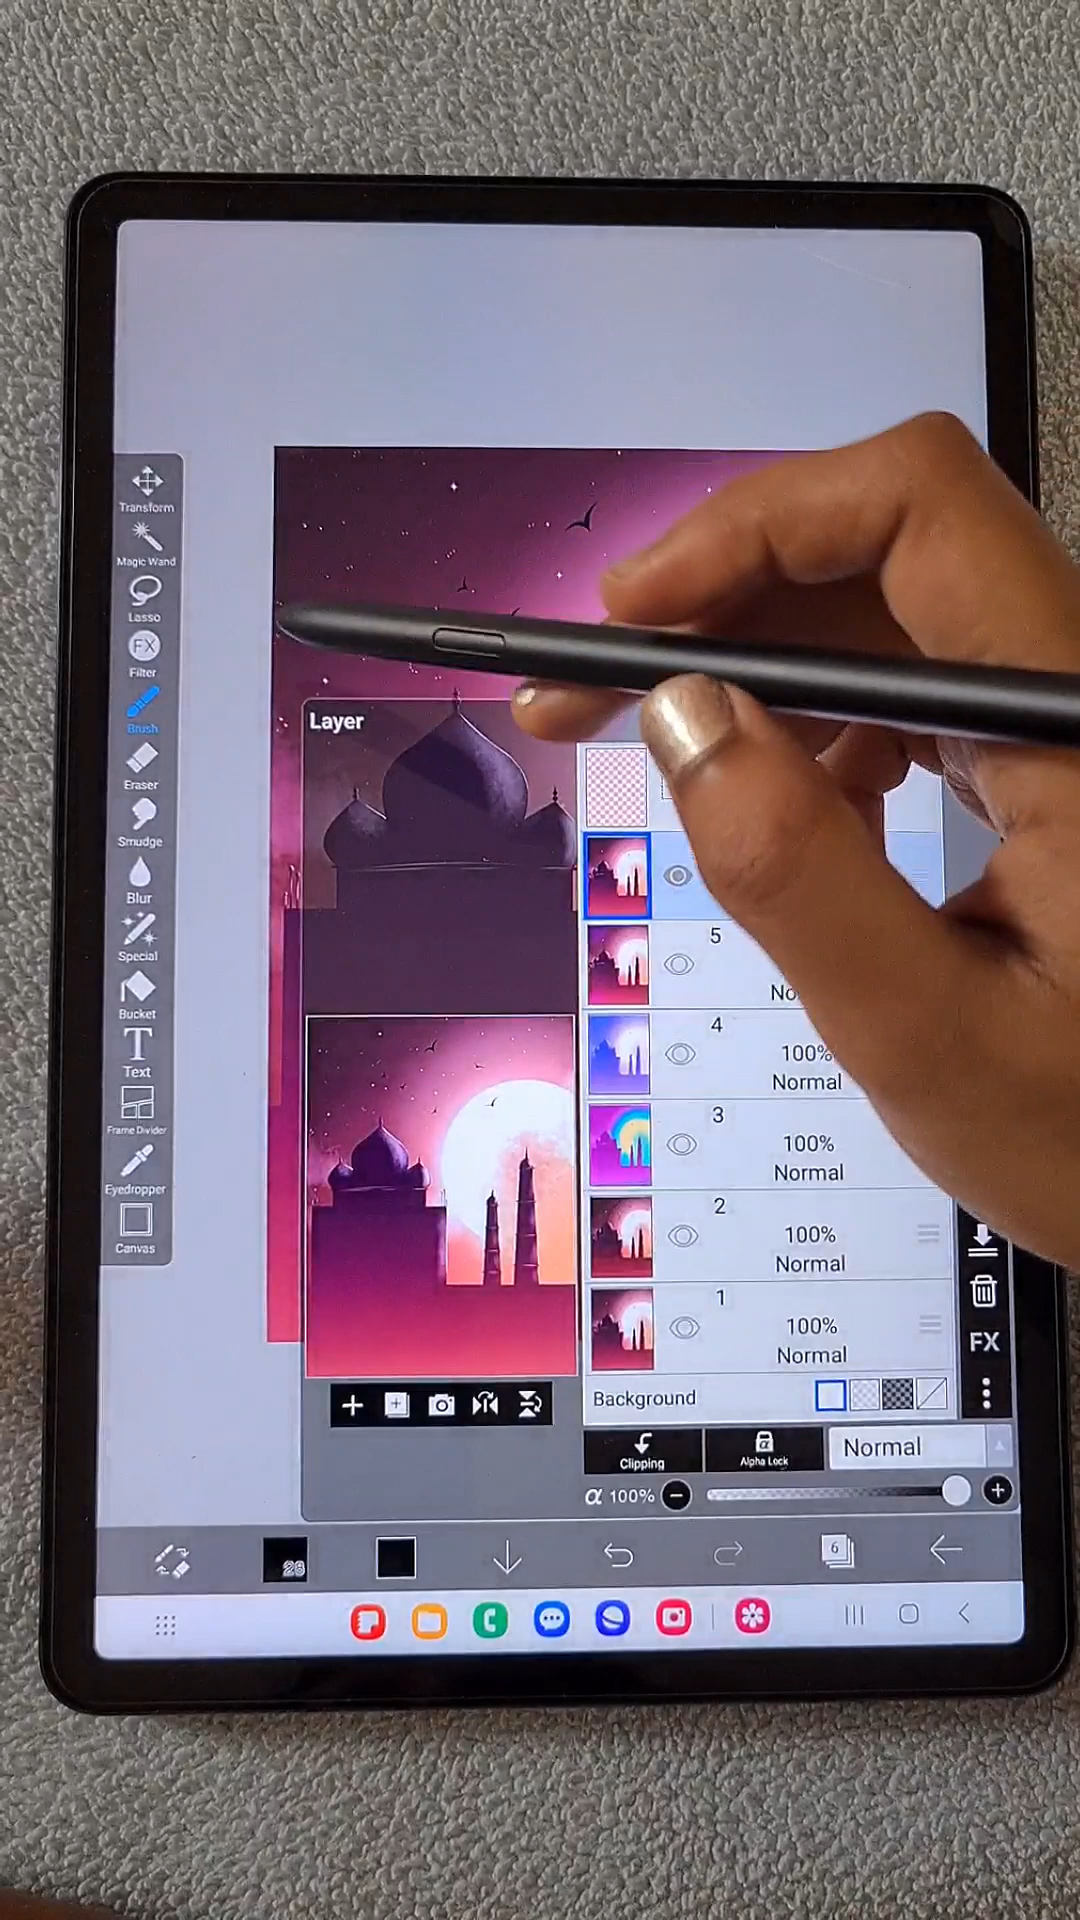 Transform
Magic Wand
Lasso
FX
Filter
Brush
Eraser
Smudge
Blur
Special
Bucket
T
Text
Frame Divider
Eyedropper
Canvas
Layer
5
4
100%
Normal
3
100%
Normal
2
100%
Normal
1
100%
Normal
Background
FX
Clipping
α
Alpha Lock
Normal
α 100%
26
6